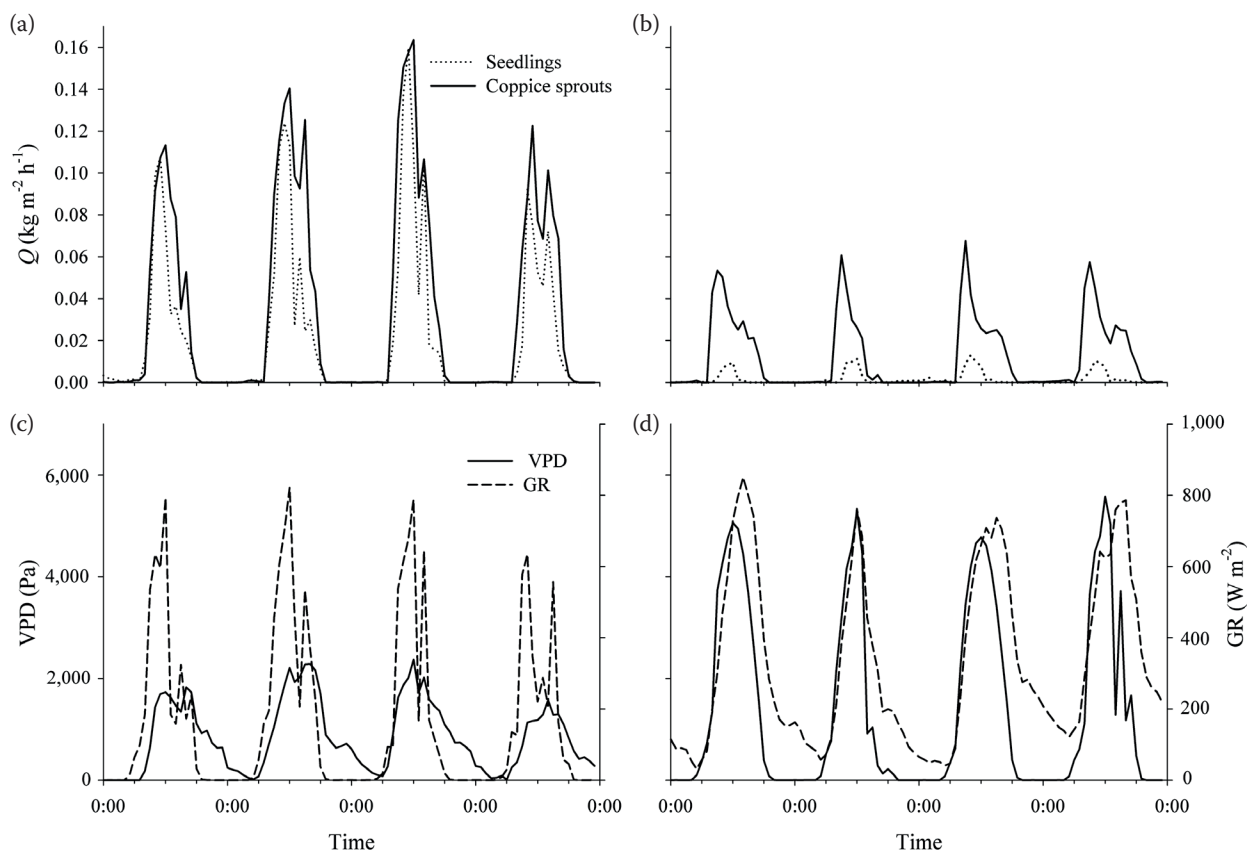 (a)
(b)
0.16
0.14
0.12
0.10
0.08
0.06
0.04
0.02
0.00
Q (kg m⁻² h⁻¹)
Seedlings
Coppice sprouts
(c)
(d)
6,000
4,000
2,000
0
VPD (Pa)
VPD
GR
1,000
800
600
400
200
0
GR (W m⁻²)
0:00 0:00 0:00 0:00 0:00
0:00 0:00 0:00 0:00 0:00
Time
Time